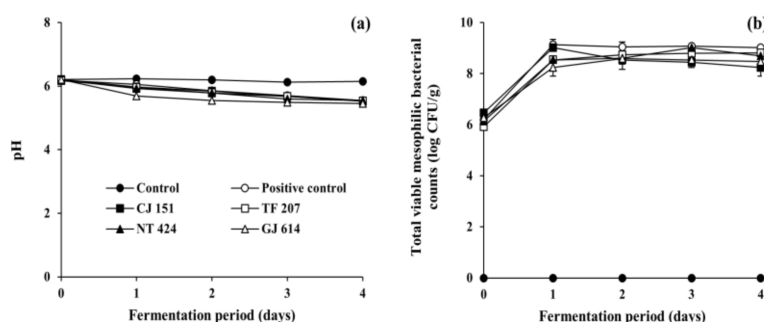 (a)
8
6
4
2
0
pH
Control
Positive control
CJ 151
TF 207
NT 424
GJ 614
0 1 2 3 4
Fermentation period (days)
(b)
10
8
6
4
2
0
Total viable mesophilic bacterial
counts (log CFU/g)
0 1 2 3 4
Fermentation period (days)